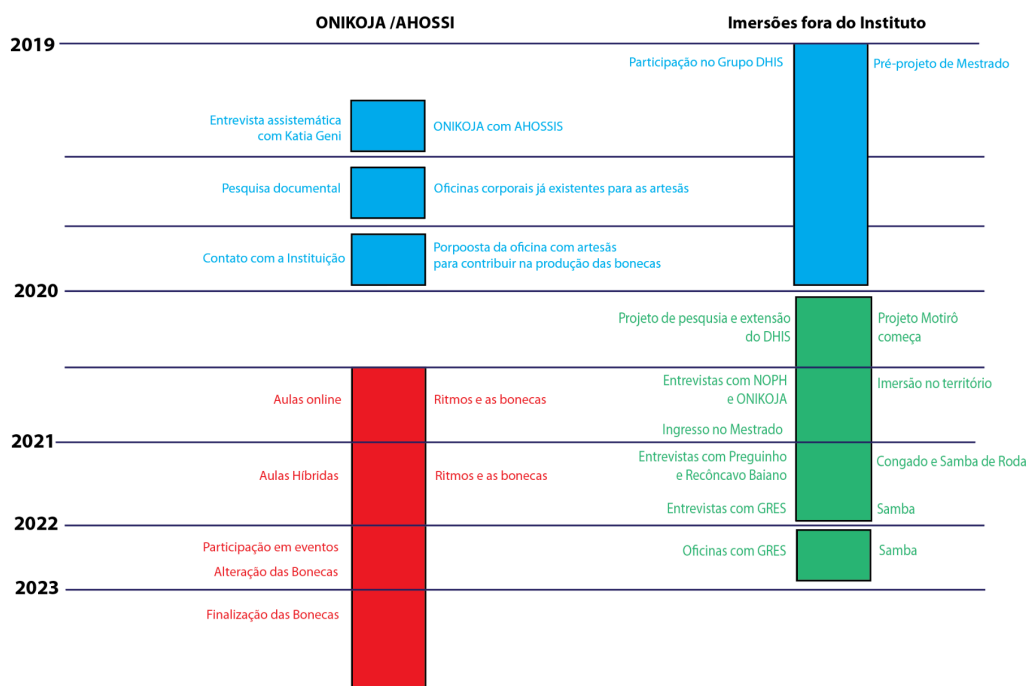 ONIKOJA /AHOSSI
Imersões fora do Instituto
2019
Participação no Grupo DHIS
Pré-projeto de Mestrado
Entrevista assistemática
com Katia Geni
ONIKOJA com AHOSSIS
Pesquisa documental
Oficinas corporais já existentes para as artesãs
Contato com a Instituição
Porpoosta da oficina com artesãs
para contribuir na produção das bonecas
2020
Projeto de pesqusia e extensão
do DHIS
Projeto Motirô
começa
Aulas online
Ritmos e as bonecas
Entrevistas com NOPH
e ONIKOJA
Imersão no território
Ingresso no Mestrado
2021
Aulas Híbridas
Ritmos e as bonecas
Entrevistas com Preguinho
e Recôncavo Baiano
Congado e Samba de Roda
Entrevistas com GRES
Samba
2022
Participação em eventos
Alteração das Bonecas
Oficinas com GRES
Samba
2023
Finalização das Bonecas